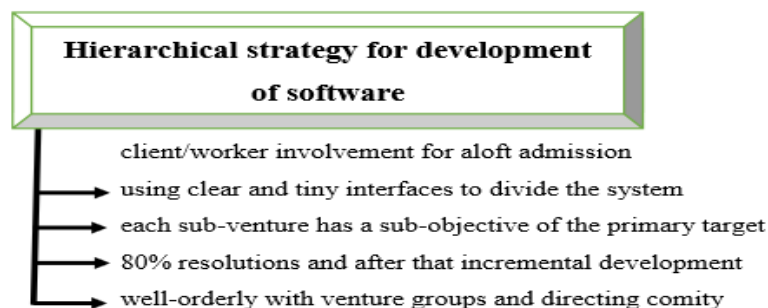 Hierarchical strategy for development
of software
client/worker involvement for aloft admission
using clear and tiny interfaces to divide the system
each sub-venture has a sub-objective of the primary target
80% resolutions and after that incremental development
well-orderly with venture groups and directing comity